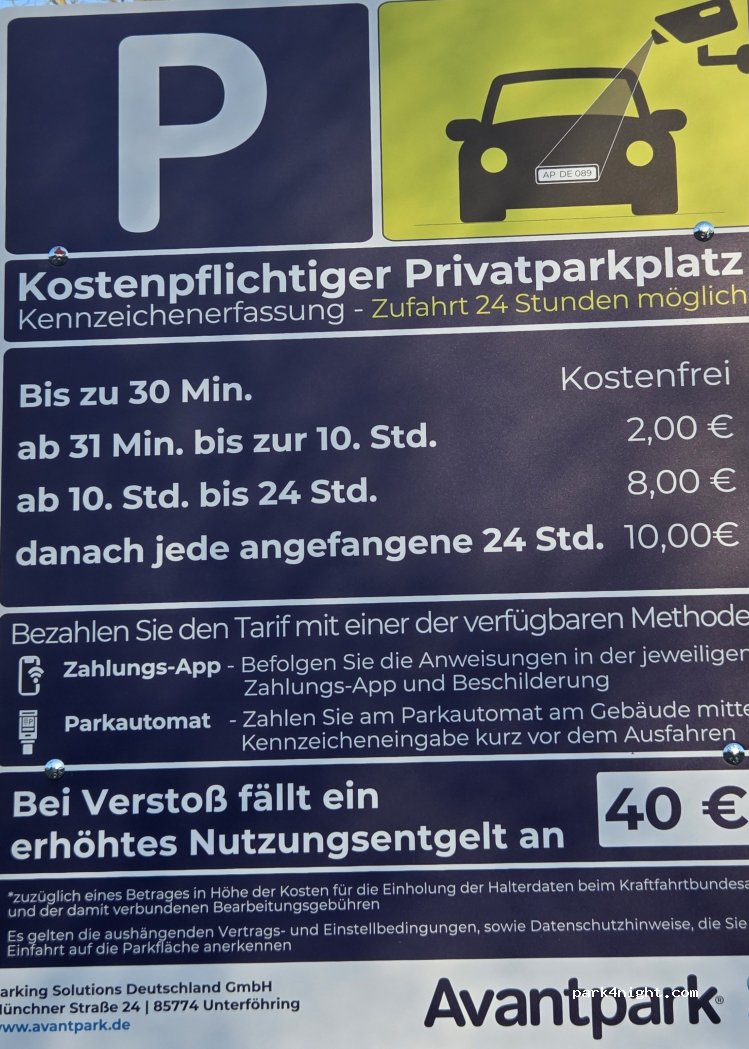 P
AP DE 089
Kostenpflichtiger Privatparkplatz
Kennzeichenerfassung - Zufahrt 24 Stunden möglich
Bis zu 30 Min. Kostenfrei
ab 31 Min. bis zur 10. Std. 2,00 €
ab 10. Std. bis 24 Std. 8,00 €
danach jede angefangene 24 Std. 10,00€
Bezahlen Sie den Tarif mit einer der verfügbaren Methode
Zahlungs-App - Befolgen Sie die Anweisungen in der jeweiligen
Zahlungs-App und Beschilderung
Parkautomat - Zahlen Sie am Parkautomat am Gebäude mitte
Kennzeicheneingabe kurz vor dem Ausfahren
Bei Verstoß fällt ein
erhöhtes Nutzungsentgelt an 40 €
*zuzüglich eines Betrages in Höhe der Kosten für die Einholung der Halterdaten beim Kraftfahrtbundesa
und der damit verbundenen Bearbeitungsgebühren
Es gelten die aushängenden Vertrags- und Einstellbedingungen, sowie Datenschutzhinweise, die Sie
Einfahrt auf die Parkfläche anerkennen
arking Solutions Deutschland GmbH
Münchner Straße 24 | 85774 Unterföhring
www.avantpark.de
Avantpark®
park4night.com